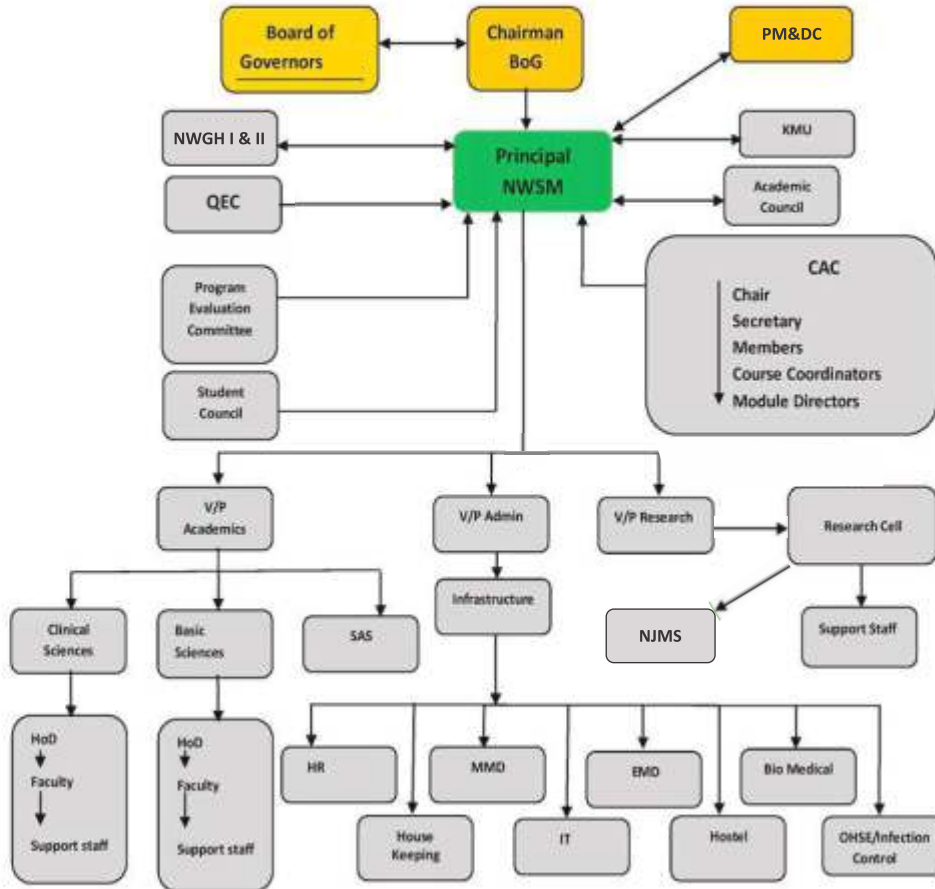 Board of
Governors
Chairman
BoG
PM&DC
NWGH I & II
Principal
NWSM
KMU
QEC
Academic
Council
Program
Evaluation
Committee
CAC
Chair
Secretary
Members
Course Coordinators
Module Directors
Student
Council
V/P
Academics
V/P Admin
V/P Research
Research Cell
Infrastructure
Clinical
Sciences
Basic
Sciences
SAS
NJMS
Support Staff
HoD
Faculty
Support staff
HoD
Faculty
Support staff
HR
MMD
EMD
Bio Medical
House
Keeping
IT
Hostel
OHSE/Infection
Control